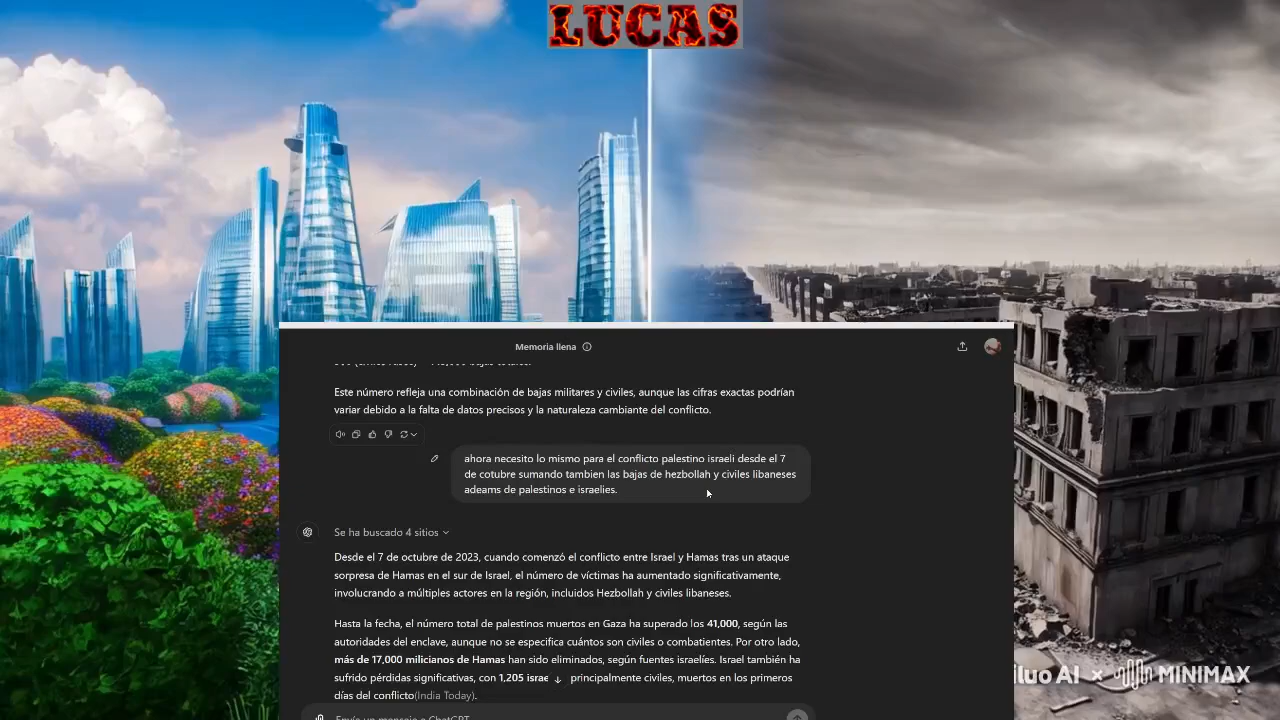 LUCAS
Memoria llena
Este número refleja una combinación de bajas militares y civiles, aunque las cifras exactas podrían
variar debido a la falta de datos precisos y la naturaleza cambiante del conflicto.
ahora necesito lo mismo para el conflicto palestino israeli desde el 7
de cotubre sumando tambien las bajas de hezbollah y civiles libaneses
adeams de palestinos e israelies.
Se ha buscado 4 sitios
Desde el 7 de octubre de 2023, cuando comenzó el conflicto entre Israel y Hamas tras un ataque
sorpresa de Hamas en el sur de Israel, el número de víctimas ha aumentado significativamente,
involucrando a múltiples actores en la región, incluidos Hezbollah y civiles libaneses.
Hasta la fecha, el número total de palestinos muertos en Gaza ha superado los 41,000, según las
autoridades del enclave, aunque no se especifica cuántos son civiles o combatientes. Por otro lado,
más de 17,000 milicianos de Hamas han sido eliminados, según fuentes israelíes. Israel también ha
sufrido pérdidas significativas, con 1,205 israe principalmente civiles, muertos en los primeros
días del conflicto(India Today).
Envía un mensaje a ChatGPT
iluo AI × MINIMAX